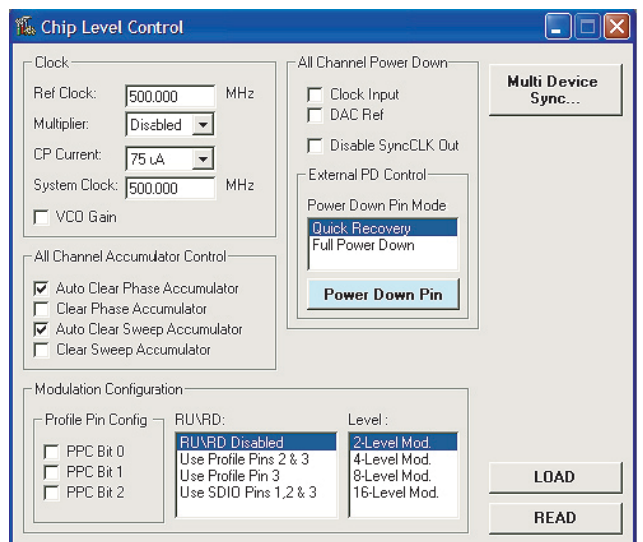 Chip Level Control
Clock
Ref Clock: 500.000 MHz
Multiplier: Disabled
CP Current: 75 uA
System Clock: 500.000 MHz
VCO Gain
All Channel Power Down
Clock Input
DAC Ref
Disable SyncCLK Out
External PD Control
Power Down Pin Mode
Quick Recovery
Full Power Down
Power Down Pin
Multi Device
Sync...
All Channel Accumulator Control
Auto Clear Phase Accumulator
Clear Phase Accumulator
Auto Clear Sweep Accumulator
Clear Sweep Accumulator
Modulation Configuration
Profile Pin Config
PPC Bit 0
PPC Bit 1
PPC Bit 2
RU\RD:
RU\RD Disabled
Use Profile Pins 2 & 3
Use Profile Pin 3
Use SDIO Pins 1,2 & 3
Level :
2-Level Mod.
4-Level Mod.
8-Level Mod.
16-Level Mod.
LOAD
READ